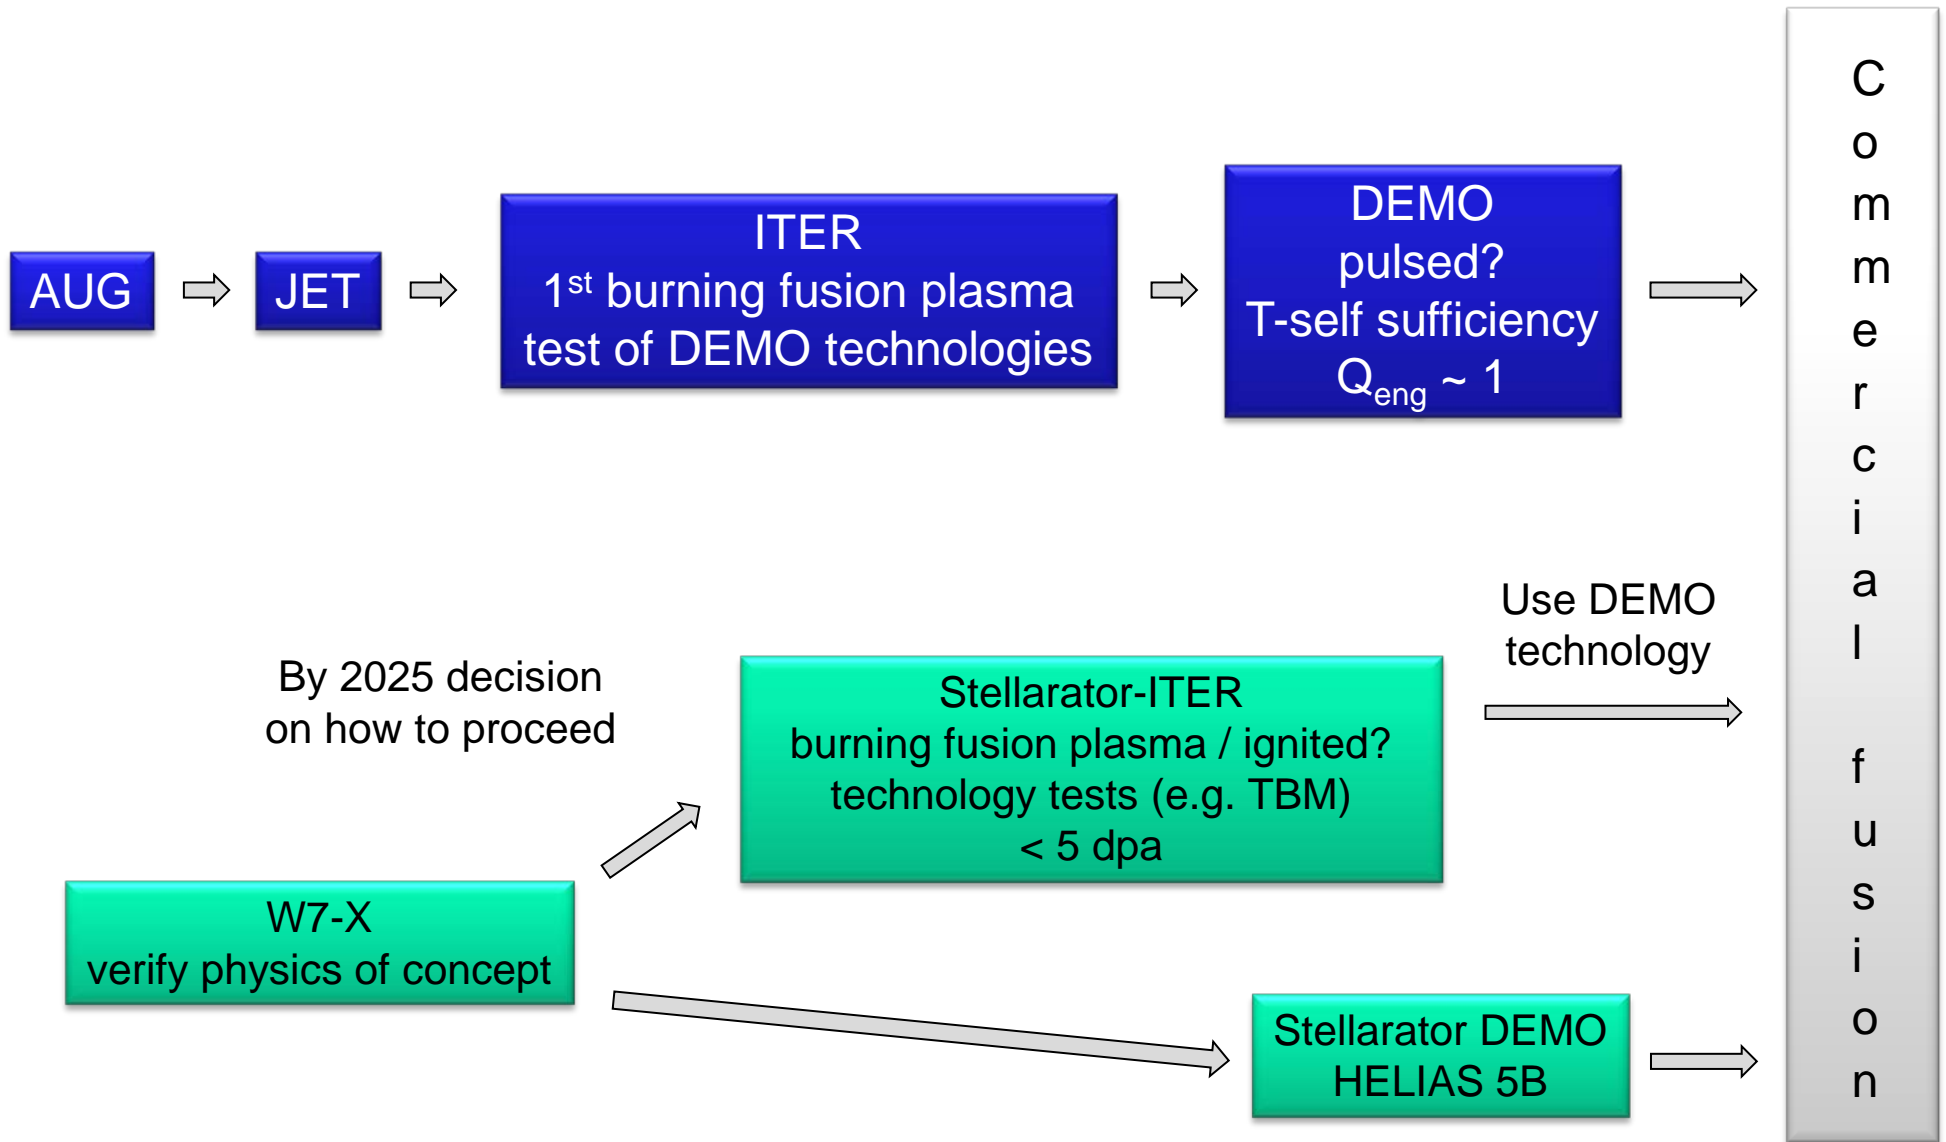 AUG
JET
ITER
1st burning fusion plasma
test of DEMO technologies
DEMO
pulsed?
T-self sufficiency
Qeng ~ 1
By 2025 decision
on how to proceed
Stellarator-ITER
burning fusion plasma / ignited?
technology tests (e.g. TBM)
< 5 dpa
Use DEMO
technology
W7-X
verify physics of concept
Stellarator DEMO
HELIAS 5B
Commercial fusion